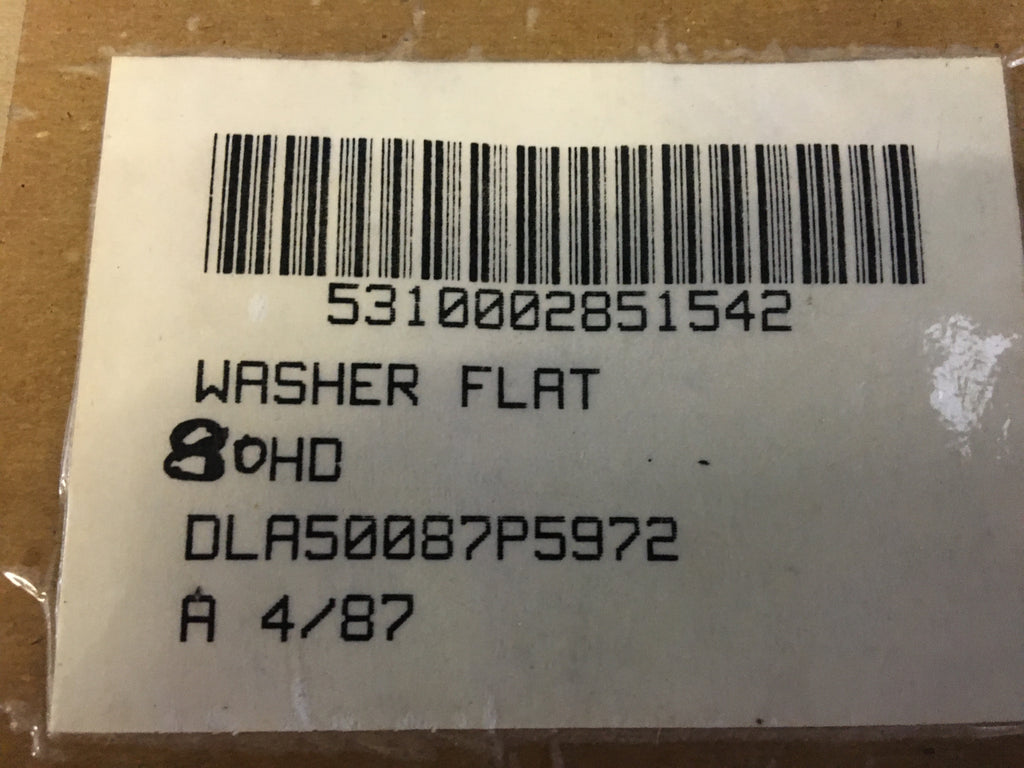 5310002851542
WASHER FLAT
80HD
DLA50087P5972
A 4/87